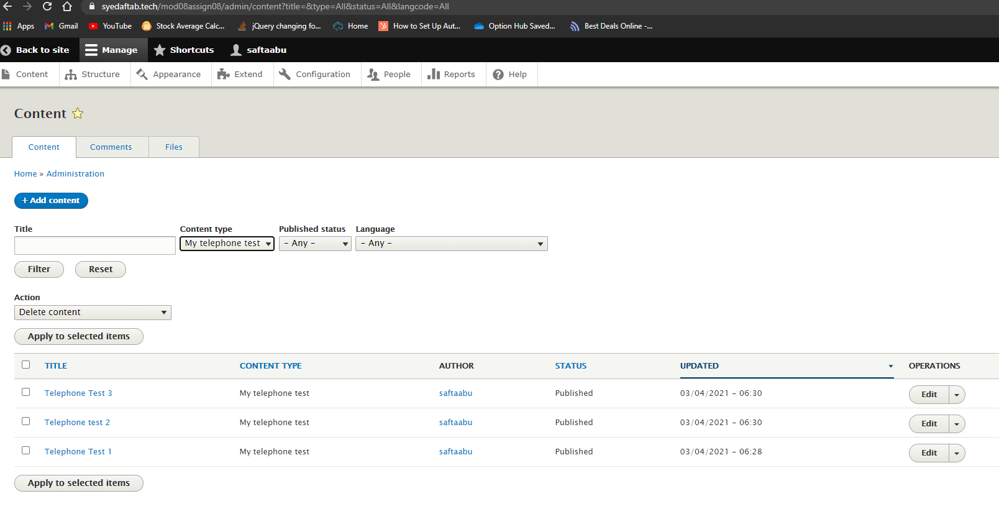 syedaftab.tech/mod08assign08/admin/content?title=&type=All&status=All&langcode=All
Apps Gmail YouTube Stock Average Calc... jQuery changing fo... Home How to Set Up Aut... Option Hub Saved... Best Deals Online -...
Back to site Manage Shortcuts saftaabu
Content Structure Appearance Extend Configuration People Reports Help
Content
Content Comments Files
Home » Administration
+ Add content
Title Content type Published status Language
My telephone test - Any - - Any -
Filter Reset
Action
Delete content
Apply to selected items
TITLE CONTENT TYPE AUTHOR STATUS UPDATED OPERATIONS
Telephone Test 3 My telephone test saftaabu Published 03/04/2021 - 06:30 Edit
Telephone test 2 My telephone test saftaabu Published 03/04/2021 - 06:30 Edit
Telephone Test 1 My telephone test saftaabu Published 03/04/2021 - 06:28 Edit
Apply to selected items